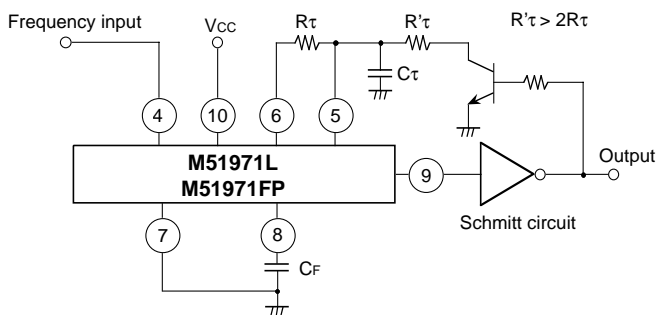 Frequency input
VCC
Rτ
R'τ
R'τ > 2Rτ
Cτ
4
10
6
5
M51971L
M51971FP
9
Output
Schmitt circuit
7
8
CF